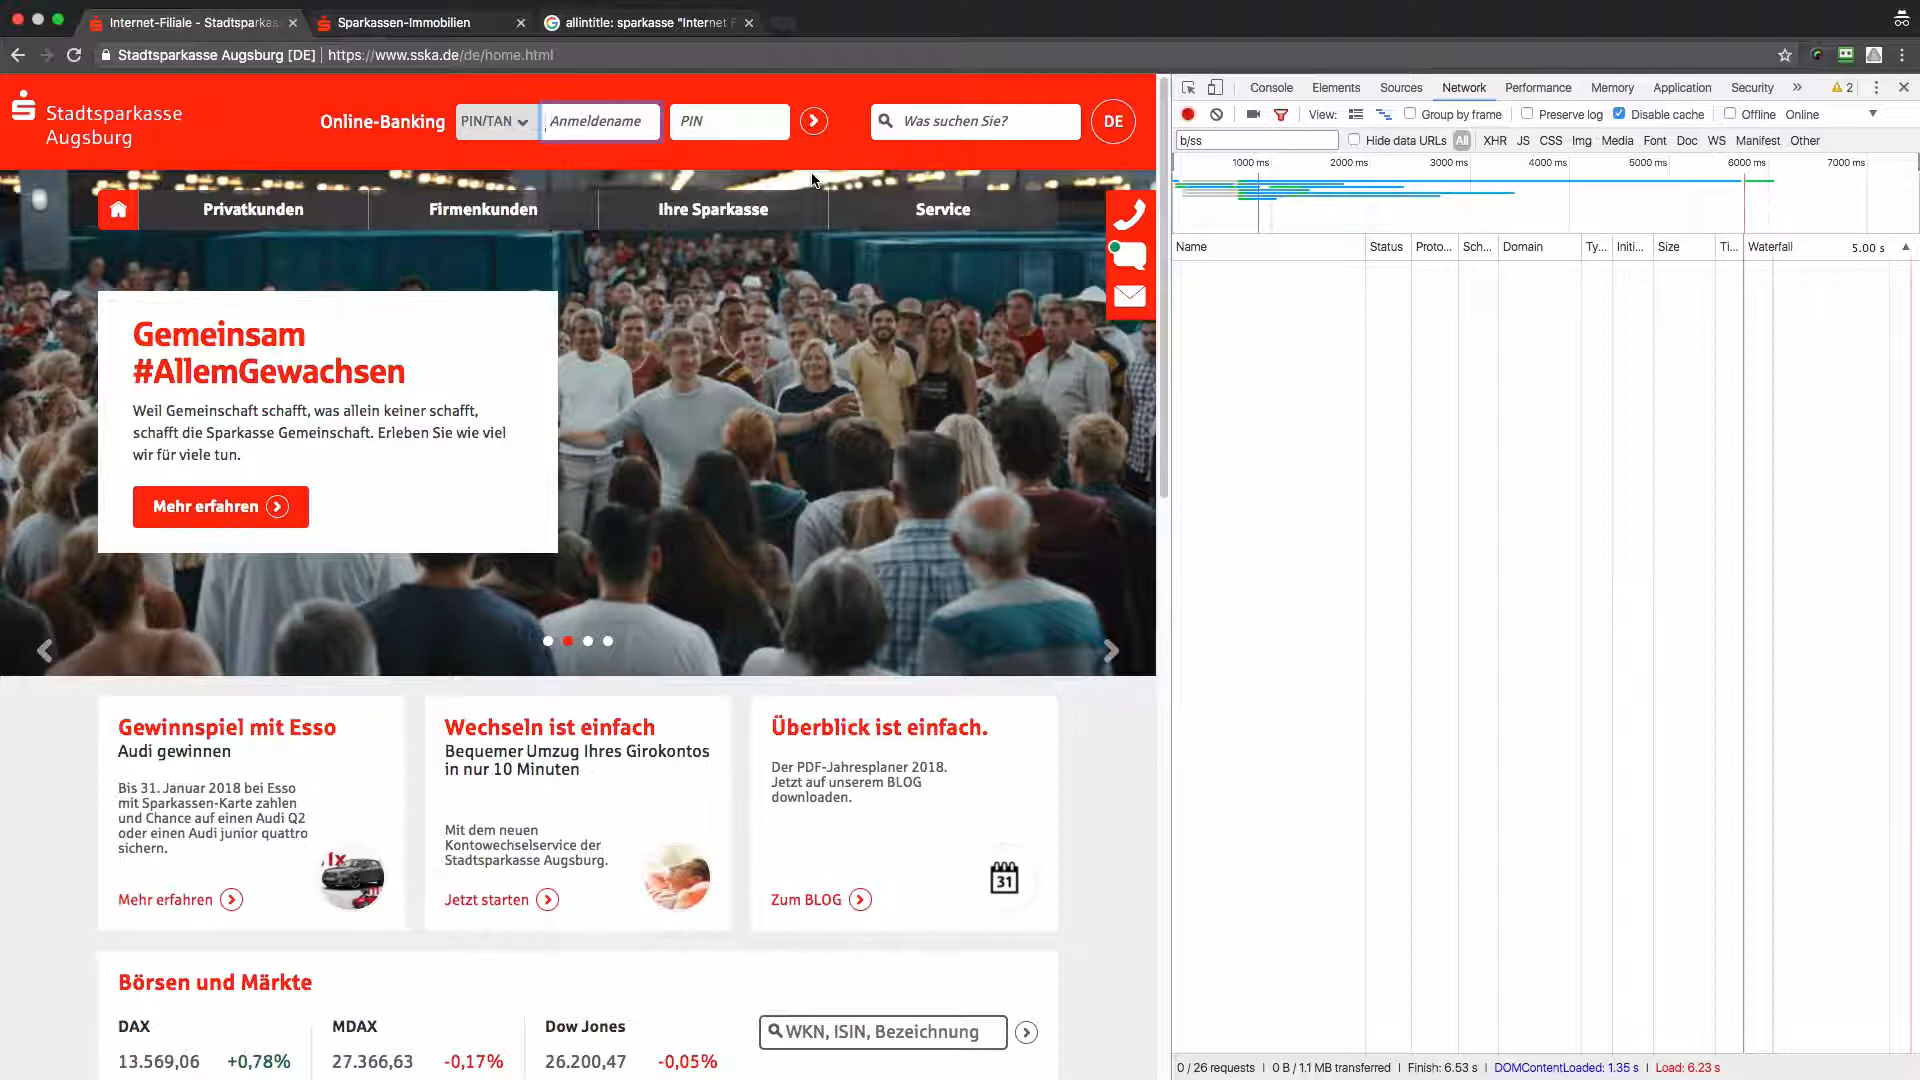 Internet-Filiale - Stadtsparkas
Sparkassen-Immobilien
allintitle: sparkasse "Internet F
Stadtsparkasse Augsburg [DE] | https://www.sska.de/de/home.html
Stadtsparkasse
Augsburg
Online-Banking
PIN/TAN
Anmeldename
PIN
Was suchen Sie?
DE
Privatkunden
Firmenkunden
Ihre Sparkasse
Service
Gemeinsam
#AllemGewachsen
Weil Gemeinschaft schafft, was allein keiner schafft,
schafft die Sparkasse Gemeinschaft. Erleben Sie wie viel
wir für viele tun.
Mehr erfahren
Gewinnspiel mit Esso
Audi gewinnen
Bis 31. Januar 2018 bei Esso
mit Sparkassen-Karte zahlen
und Chance auf einen Audi Q2
oder einen Audi junior quattro
sichern.
1x
Mehr erfahren
Wechseln ist einfach
Bequemer Umzug Ihres Girokontos
in nur 10 Minuten
Mit dem neuen
Kontowechselservice der
Stadtsparkasse Augsburg.
Jetzt starten
Überblick ist einfach.
Der PDF-Jahresplaner 2018.
Jetzt auf unserem BLOG
downloaden.
31
Zum BLOG
Börsen und Märkte
DAX
13.569,06 +0,78%
MDAX
27.366,63 -0,17%
Dow Jones
26.200,47 -0,05%
WKN, ISIN, Bezeichnung
Console Elements Sources Network Performance Memory Application Security » 2
View: Group by frame Preserve log Disable cache Offline Online
b/ss Hide data URLs All XHR JS CSS Img Media Font Doc WS Manifest Other
1000 ms 2000 ms 3000 ms 4000 ms 5000 ms 6000 ms 7000 ms
Name Status Proto... Sch... Domain Ty... Initi... Size Ti... Waterfall 5.00 s
0 / 26 requests | 0 B / 1.1 MB transferred | Finish: 6.53 s | DOMContentLoaded: 1.35 s | Load: 6.23 s